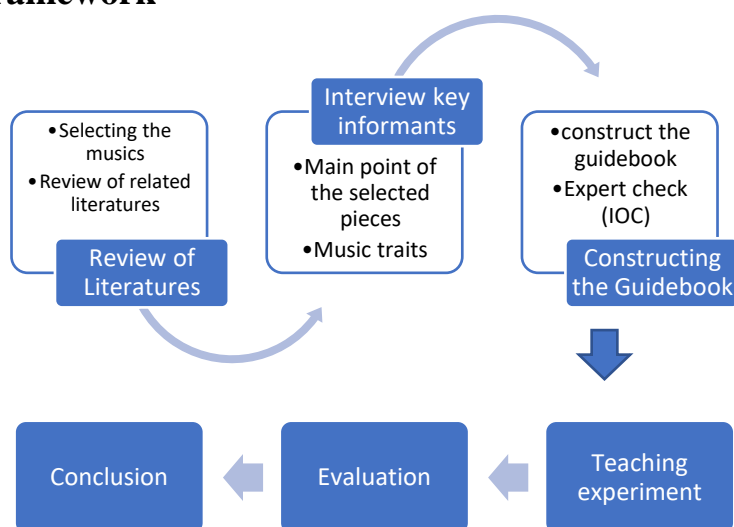 •Selecting the
musics
•Review of related
literatures
Review of
Literatures
Interview key
informants
•Main point of
the selected
pieces
•Music traits
•construct the
guidebook
•Expert check
(IOC)
Constructing
the Guidebook
Teaching
experiment
Evaluation
Conclusion